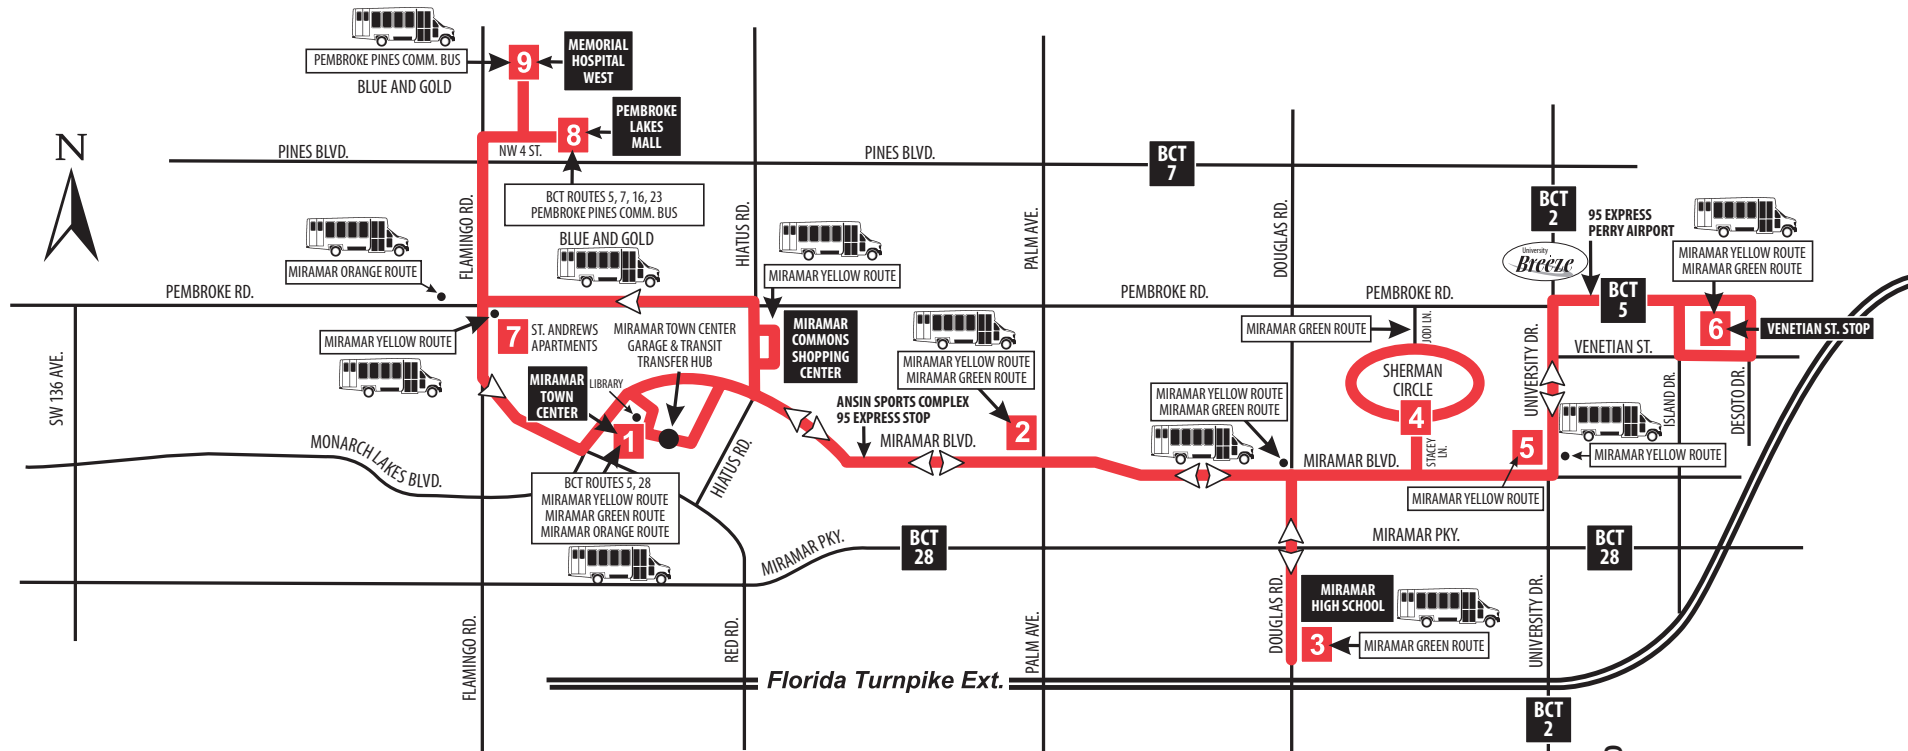 PEMBROKE PINES COMM. BUS
BLUE AND GOLD
9
MEMORIAL
HOSPITAL
WEST
8
PEMBROKE
LAKES
MALL
N
PINES BLVD.
NW 4 ST.
PINES BLVD.
BCT
7
BCT ROUTES 5, 7, 16, 23
PEMBROKE PINES COMM. BUS
BLUE AND GOLD
FLAMINGO RD.
HIATUS RD.
PALM AVE.
DOUGLAS RD.
BCT
2
95 EXPRESS
PERRY AIRPORT
University
Breeze
MIRAMAR YELLOW ROUTE
MIRAMAR GREEN ROUTE
MIRAMAR ORANGE ROUTE
MIRAMAR YELLOW ROUTE
PEMBROKE RD.
PEMBROKE RD.
PEMBROKE RD.
BCT
5
6
VENETIAN ST. STOP
MIRAMAR YELLOW ROUTE
7
ST. ANDREWS
APARTMENTS
MIRAMAR TOWN CENTER
GARAGE & TRANSIT
TRANSFER HUB
MIRAMAR
COMMONS
SHOPPING
CENTER
MIRAMAR YELLOW ROUTE
MIRAMAR GREEN ROUTE
MIRAMAR GREEN ROUTE
JODI LN.
VENETIAN ST.
SW 136 AVE.
MIRAMAR
TOWN
CENTER
LIBRARY
1
ANSIN SPORTS COMPLEX
95 EXPRESS STOP
2
MIRAMAR BLVD.
MIRAMAR YELLOW ROUTE
MIRAMAR GREEN ROUTE
SHERMAN
CIRCLE
4
STACEY
LN.
UNIVERSITY DR.
ISLAND DR.
DESOTO DR.
5
MIRAMAR YELLOW ROUTE
MIRAMAR BLVD.
MIRAMAR YELLOW ROUTE
MONARCH LAKES BLVD.
HIATUS RD.
BCT ROUTES 5, 28
MIRAMAR YELLOW ROUTE
MIRAMAR GREEN ROUTE
MIRAMAR ORANGE ROUTE
MIRAMAR PKY.
BCT
28
MIRAMAR PKY.
BCT
28
FLAMINGO RD.
RED RD.
PALM AVE.
DOUGLAS RD.
MIRAMAR
HIGH SCHOOL
3
MIRAMAR GREEN ROUTE
UNIVERSITY DR.
Florida Turnpike Ext.
BCT
2